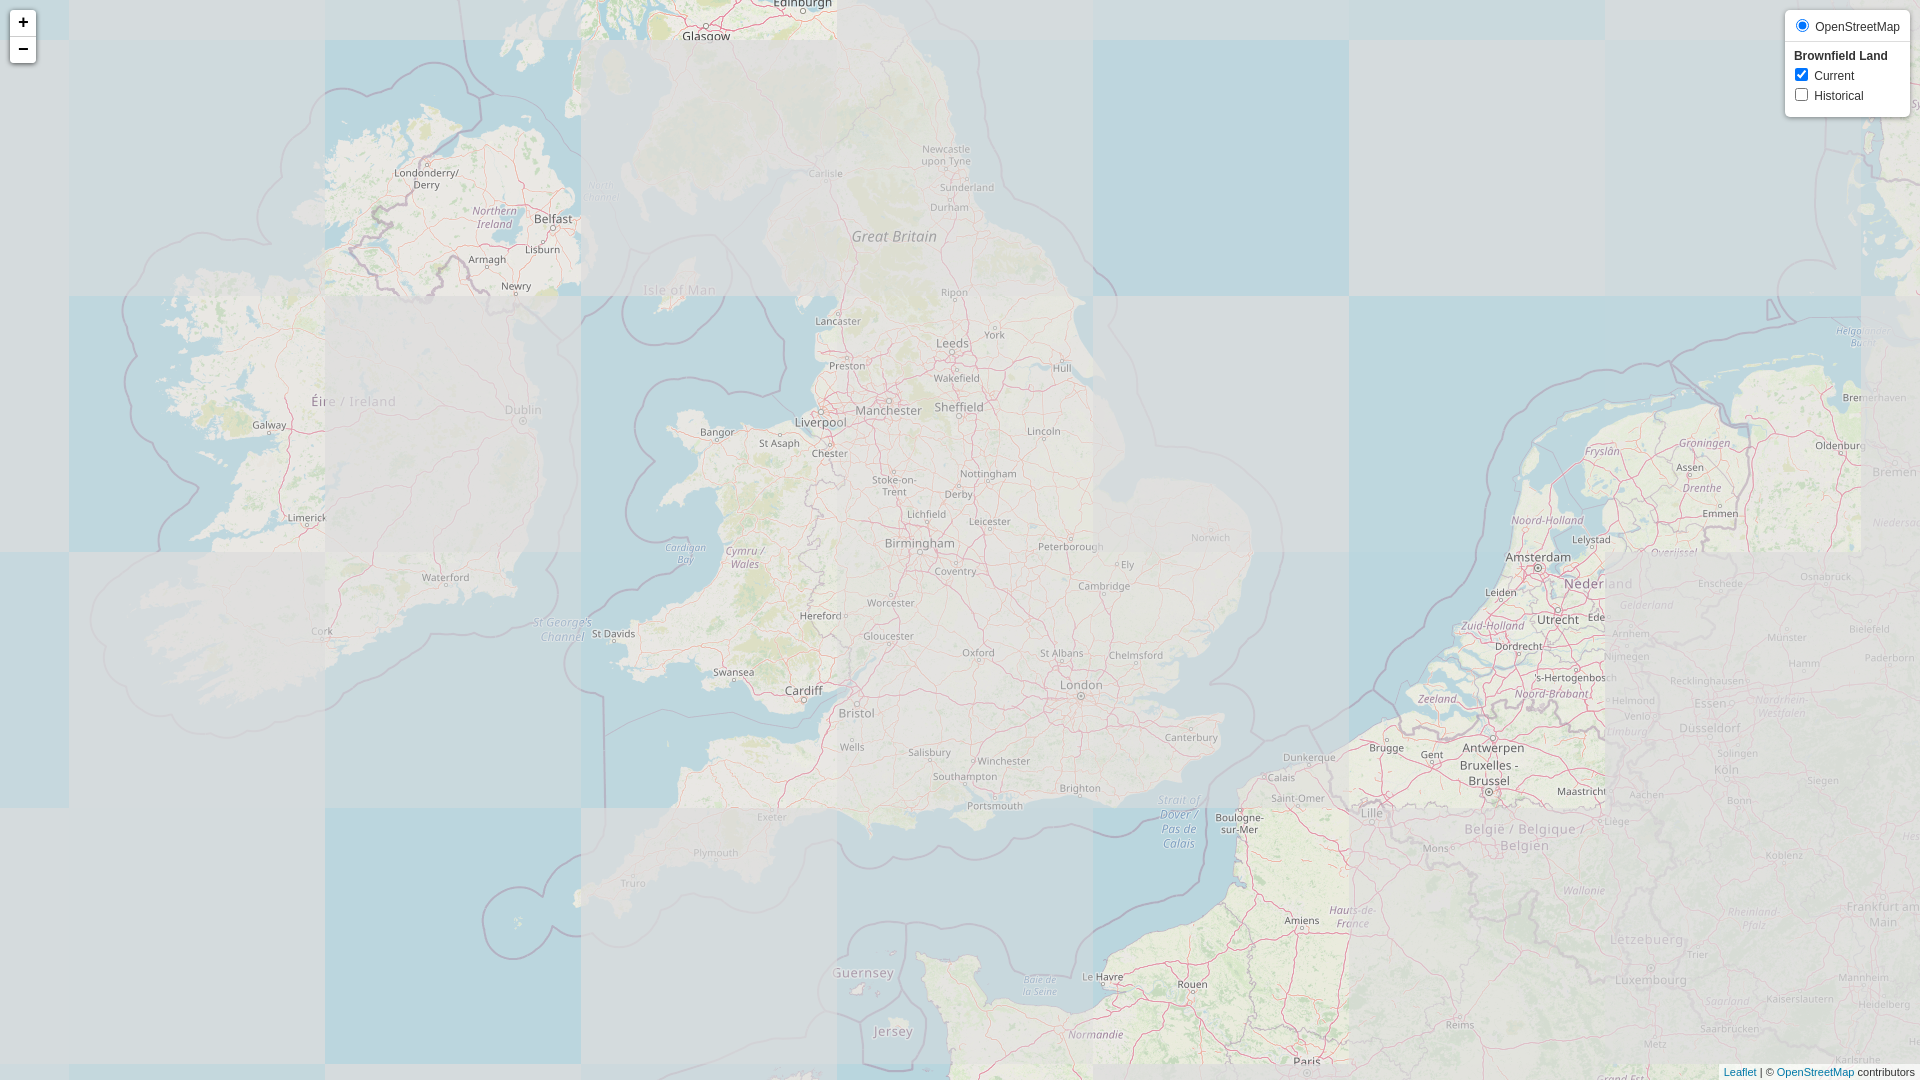 +
−
OpenStreetMap
Brownfield Land
Current
Historical
Edinburgh
Glasgow
Londonderry/
Derry
Northern
Ireland
Belfast
Lisburn
Armagh
Newry
Carlisle
Newcastle
upon Tyne
Sunderland
Durham
Great Britain
Isle of Man
Ripon
Lancaster
York
Leeds
Preston
Wakefield
Hull
Éire / Ireland
Dublin
Galway
Manchester
Sheffield
Liverpool
Bangor
St Asaph
Chester
Lincoln
Stoke-on-
Trent
Nottingham
Derby
Limerick
Lichfield
Leicester
Birmingham
Peterborough
Norwich
Cardigan
Bay
Cymru /
Wales
Coventry
Ely
Waterford
Cambridge
Worcester
Hereford
St George's
Channel
St Davids
Cork
Gloucester
Oxford
St Albans
Chelmsford
Swansea
Cardiff
London
Bristol
Canterbury
Wells
Salisbury
Winchester
Southampton
Brighton
Portsmouth
Exeter
Plymouth
Truro
Strait of
Dover /
Pas de
Calais
Dunkerque
Calais
Saint-Omer
Boulogne-
sur-Mer
Lille
Brugge
Gent
Antwerpen
Bruxelles -
Brussel
Maastricht
Bremerhaven
Groningen
Oldenburg
Fryslân
Assen
Drenthe
Bremen
Emmen
Noord-Holland
Lelystad
Amsterdam
Overijssel
Nederland
Enschede
Osnabrück
Leiden
Gelderland
Utrecht
Ede
Zuid-Holland
Arnhem
Münster
Bielefeld
Dordrecht
Nijmegen
Hamm
Paderborn
's-Hertogenbosch
Recklinghausen
Zeeland
Noord-Brabant
Helmond
Essen
Nordrhein-
Westfalen
Venlo
Limburg
Düsseldorf
Solingen
Köln
Siegen
Aachen
Bonn
Liège
België / Belgique /
Belgien
Mons
Koblenz
Wallonie
Hauts-de-
France
Amiens
Rheinland-
Pfalz
Frankfurt am
Main
Lëtzebuerg
Trier
Luxembourg
Mannheim
Saarland
Kaiserslautern
Heidelberg
Saarbrücken
Guernsey
Jersey
Baie de
la Seine
Le Havre
Rouen
Normandie
Reims
Metz
Paris
Karlsruhe
Leaflet | © OpenStreetMap contributors